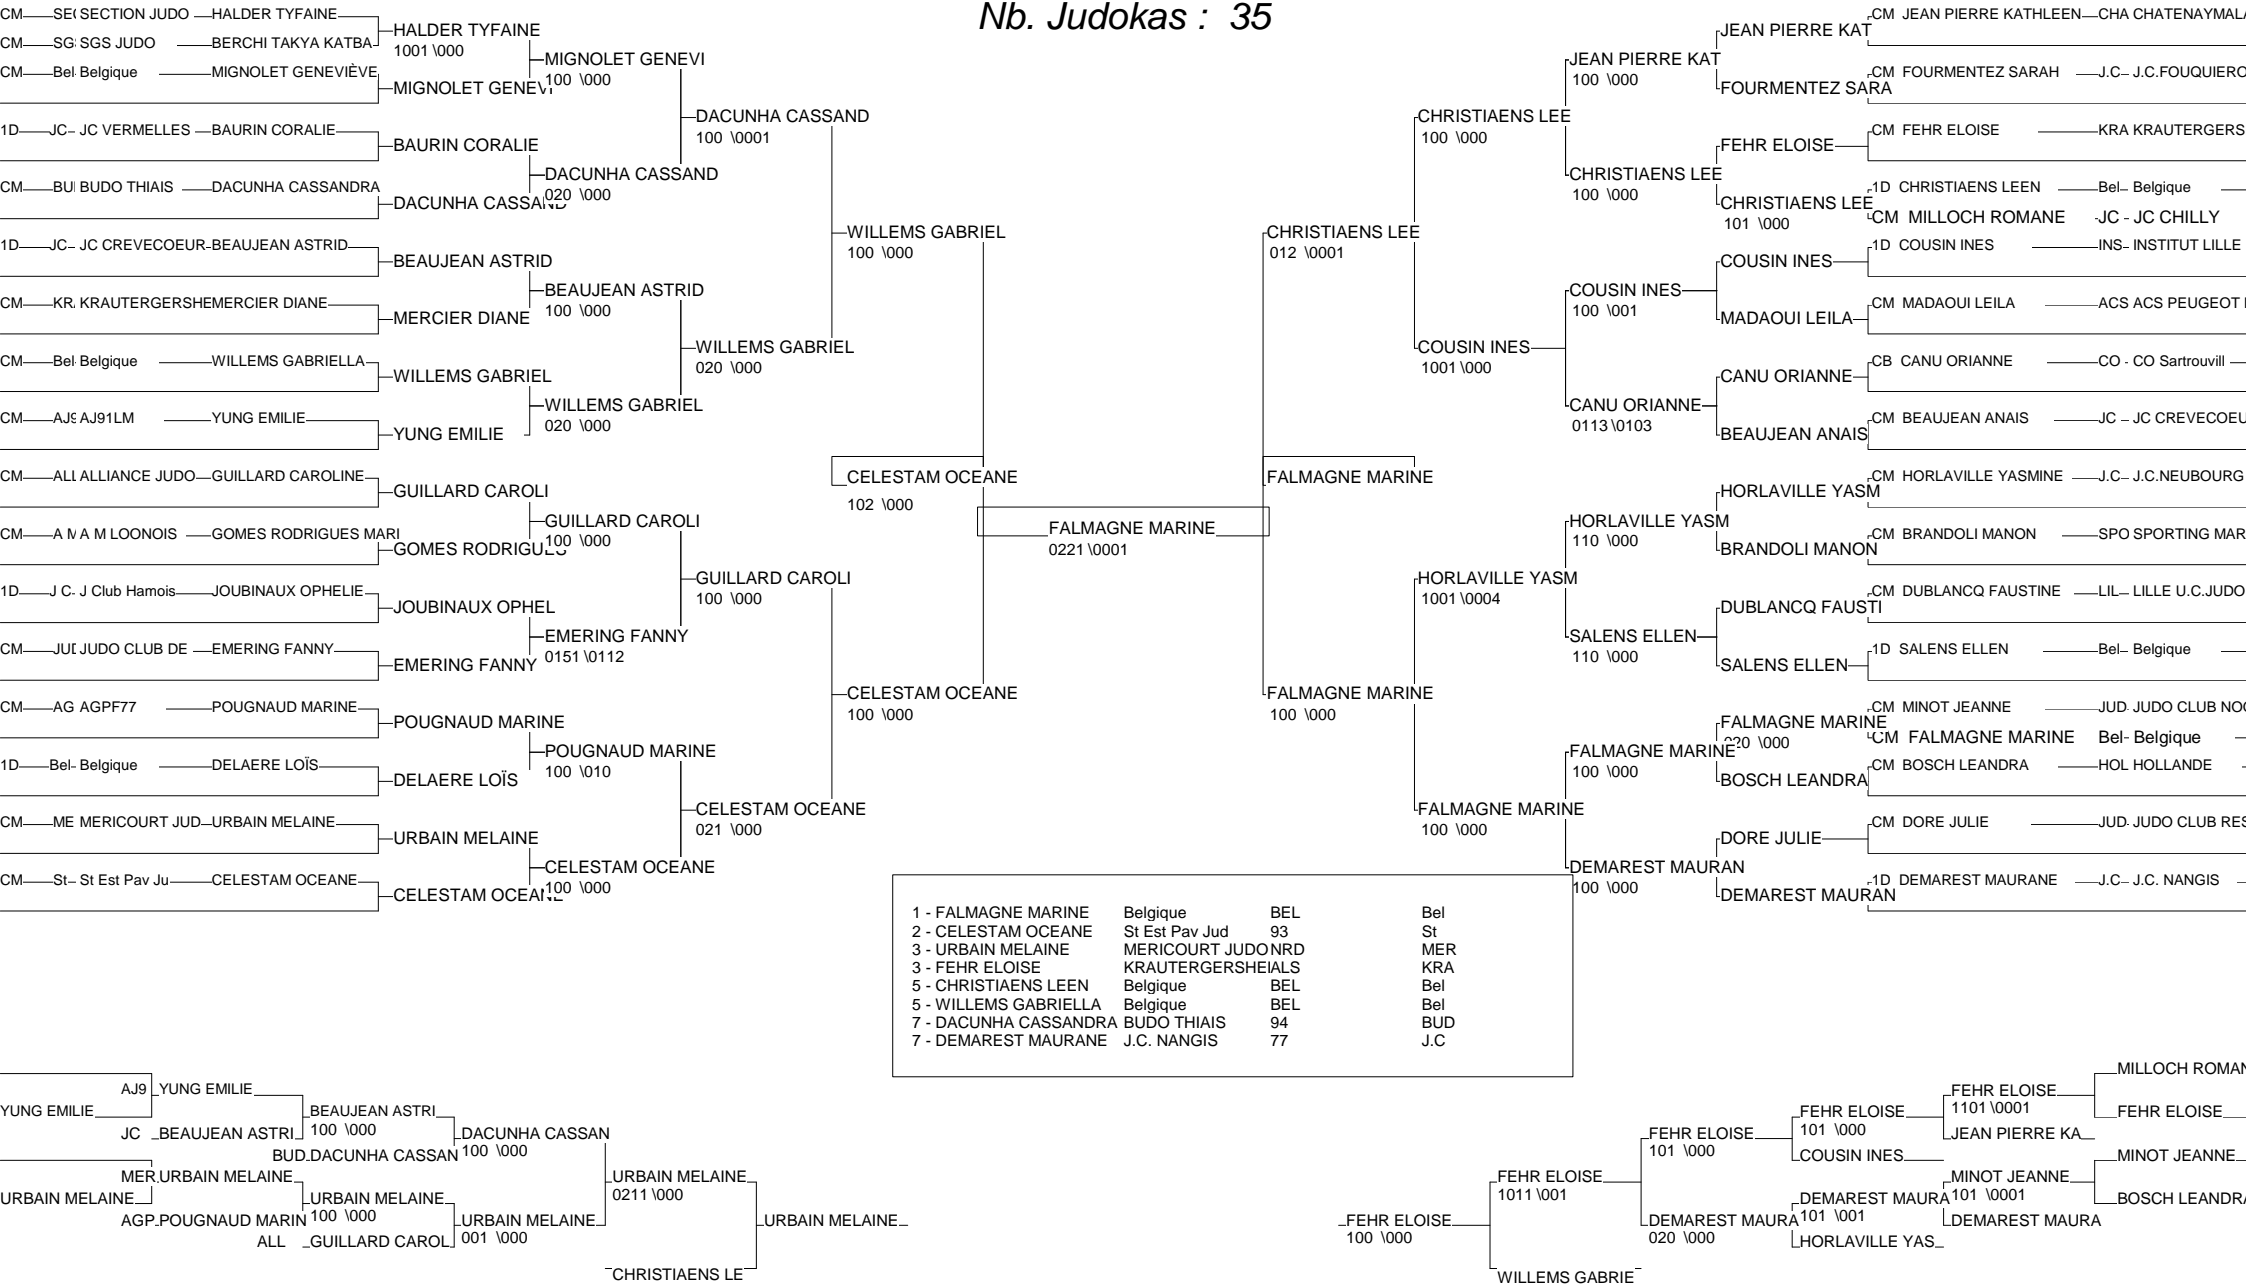 Nb. Judokas : 35
CM SECTION JUDO HALDER TYFAINE
CM SG SGS JUDO BERCHI TAKYA KATBA
CM Bel Belgique MIGNOLET GENEVIÈVE
1D JC JC VERMELLES BAURIN CORALIE
CM BUI BUDO THIAIS DACUNHA CASSANDRA
1D JC JC CREVECOEUR BEAUJEAN ASTRID
CM KR KRAUTERGERSHE MERCIER DIANE
CM Bel Belgique WILLEMS GABRIELLA
CM AJ9 AJ91LM YUNG EMILIE
CM ALL ALLIANCE JUDO GUILLARD CAROLINE
CM A M A M LOONOIS GOMES RODRIGUES MARI
1D J C J Club Hamois JOUBINAUX OPHELIE
CM JUD JUDO CLUB DE EMERING FANNY
CM AG AGPF77 POUGNAUD MARINE
1D Bel Belgique DELAERE LOÏS
CM ME MERICOURT JUD URBAIN MELAINE
CM St St Est Pav Ju CELESTAM OCEANE
HALDER TYFAINE
1001 \000
MIGNOLET GENEV
BAURIN CORALIE
DACUNHA CASSAND
BEAUJEAN ASTRID
MERCIER DIANE
WILLEMS GABRIEL
YUNG EMILIE
GUILLARD CAROLI
GOMES RODRIGUES
JOUBINAUX OPHEL
EMERING FANNY
POUGNAUD MARINE
DELAERE LOÏS
URBAIN MELAINE
CELESTAM OCEANE
MIGNOLET GENEVI
100 \000
DACUNHA CASSAND
020 \000
BEAUJEAN ASTRID
100 \000
WILLEMS GABRIEL
020 \000
GUILLARD CAROLI
100 \000
EMERING FANNY
0151 \0112
POUGNAUD MARINE
100 \010
CELESTAM OCEANE
100 \000
DACUNHA CASSAND
100 \0001
WILLEMS GABRIEL
020 \000
GUILLARD CAROLI
100 \000
CELESTAM OCEANE
021 \000
WILLEMS GABRIEL
100 \000
CELESTAM OCEANE
102 \000
CELESTAM OCEANE
100 \000
FALMAGNE MARINE
0221 \0001
CHRISTIAENS LEE
012 \0001
FALMAGNE MARINE
FALMAGNE MARINE
100 \000
CHRISTIAENS LEE
100 \000
COUSIN INES
1001 \000
HORLAVILLE YASM
1001 \0004
FALMAGNE MARINE
100 \000
JEAN PIERRE KAT
100 \000
CHRISTIAENS LEE
100 \000
COUSIN INES
100 \001
CANU ORIANNE
0113 \0103
HORLAVILLE YASM
110 \000
SALENS ELLEN
110 \000
FALMAGNE MARINE
100 \000
DEMAREST MAURAN
100 \000
JEAN PIERRE KAT
FOURMENTEZ SARA
FEHR ELOISE
CHRISTIAENS LEE
101 \000
COUSIN INES
MADAOUI LEILA
CANU ORIANNE
BEAUJEAN ANAIS
HORLAVILLE YASM
BRANDOLI MANON
DUBLANCQ FAUSTI
SALENS ELLEN
FALMAGNE MARINE
020 \000
BOSCH LEANDRA
DORE JULIE
DEMAREST MAURAN
CM JEAN PIERRE KATHLEEN CHA CHATENAYMALA
CM FOURMENTEZ SARAH J.C J.C.FOUQUIERO
CM FEHR ELOISE KRA KRAUTERGERS
1D CHRISTIAENS LEEN Bel Belgique
CM MILLOCH ROMANE JC - JC CHILLY
1D COUSIN INES INS INSTITUT LILLE
CM MADAOUI LEILA ACS ACS PEUGEOT
CB CANU ORIANNE CO - CO Sartrouvill
CM BEAUJEAN ANAIS JC JC CREVECOEU
CM HORLAVILLE YASMINE J.C J.C.NEUBOURG
CM BRANDOLI MANON SPO SPORTING MAR
CM DUBLANCQ FAUSTINE LIL LILLE U.C.JUDO
1D SALENS ELLEN Bel Belgique
CM MINOT JEANNE JUD JUDO CLUB NOG
CM FALMAGNE MARINE Bel Belgique
CM BOSCH LEANDRA HOL HOLLANDE
CM DORE JULIE JUD JUDO CLUB RES
1D DEMAREST MAURANE J.C J.C. NANGIS
1 - FALMAGNE MARINE Belgique BEL Bel
2 - CELESTAM OCEANE St Est Pav Jud 93 St
3 - URBAIN MELAINE MERICOURT JUDO NRD MER
3 - FEHR ELOISE KRAUTERGERSHEI ALS KRA
5 - CHRISTIAENS LEEN Belgique BEL Bel
5 - WILLEMS GABRIELLA Belgique BEL Bel
7 - DACUNHA CASSANDRA BUDO THIAIS 94 BUD
7 - DEMAREST MAURANE J.C. NANGIS 77 J.C
YUNG EMILIE
URBAIN MELAINE
AJ9 YUNG EMILIE
JC BEAUJEAN ASTRI
MER URBAIN MELAINE
AGP POUGNAUD MARIN
BEAUJEAN ASTRI
100 \000
BUD DACUNHA CASSAN
URBAIN MELAINE
100 \000
ALL GUILLARD CAROL
DACUNHA CASSAN
100 \000
URBAIN MELAINE
001 \000
URBAIN MELAINE
0211 \000
CHRISTIAENS LE
URBAIN MELAINE
FEHR ELOISE
100 \000
FEHR ELOISE
1011 \001
WILLEMS GABRIE
FEHR ELOISE
101 \000
DEMAREST MAURA
020 \000
FEHR ELOISE
101 \000
COUSIN INES
DEMAREST MAURA
101 \001
HORLAVILLE YAS
FEHR ELOISE
1101 \0001
JEAN PIERRE KA
MINOT JEANNE
101 \0001
DEMAREST MAURA
MILLOCH ROMAN
FEHR ELOISE
MINOT JEANNE
BOSCH LEANDRA